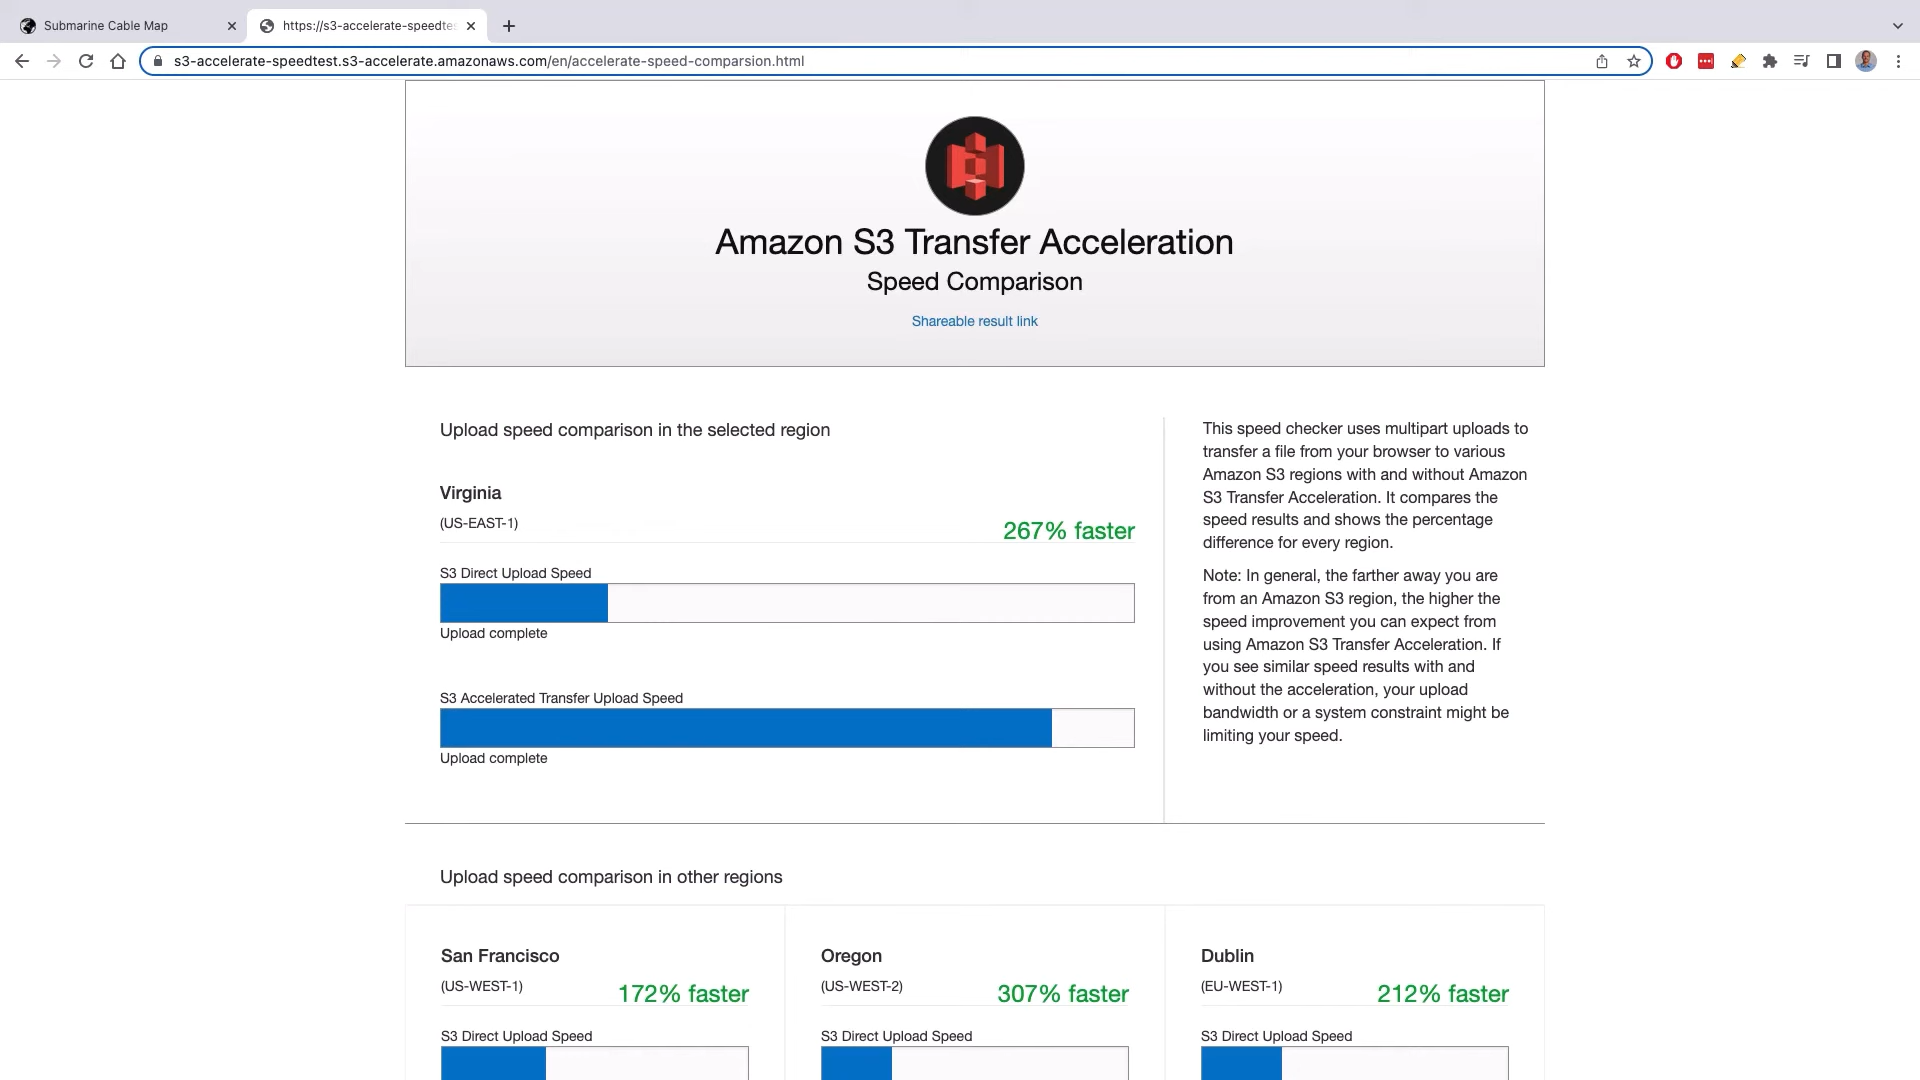 Submarine Cable Map
https://s3-accelerate-speedtes
s3-accelerate-speedtest.s3-accelerate.amazonaws.com/en/accelerate-speed-comparsion.html
Amazon S3 Transfer Acceleration
Speed Comparison
Shareable result link
Upload speed comparison in the selected region
Virginia
(US-EAST-1)
267% faster
S3 Direct Upload Speed
Upload complete
S3 Accelerated Transfer Upload Speed
Upload complete
This speed checker uses multipart uploads to
transfer a file from your browser to various
Amazon S3 regions with and without Amazon
S3 Transfer Acceleration. It compares the
speed results and shows the percentage
difference for every region.
Note: In general, the farther away you are
from an Amazon S3 region, the higher the
speed improvement you can expect from
using Amazon S3 Transfer Acceleration. If
you see similar speed results with and
without the acceleration, your upload
bandwidth or a system constraint might be
limiting your speed.
Upload speed comparison in other regions
San Francisco
(US-WEST-1)
172% faster
S3 Direct Upload Speed
Oregon
(US-WEST-2)
307% faster
S3 Direct Upload Speed
Dublin
(EU-WEST-1)
212% faster
S3 Direct Upload Speed